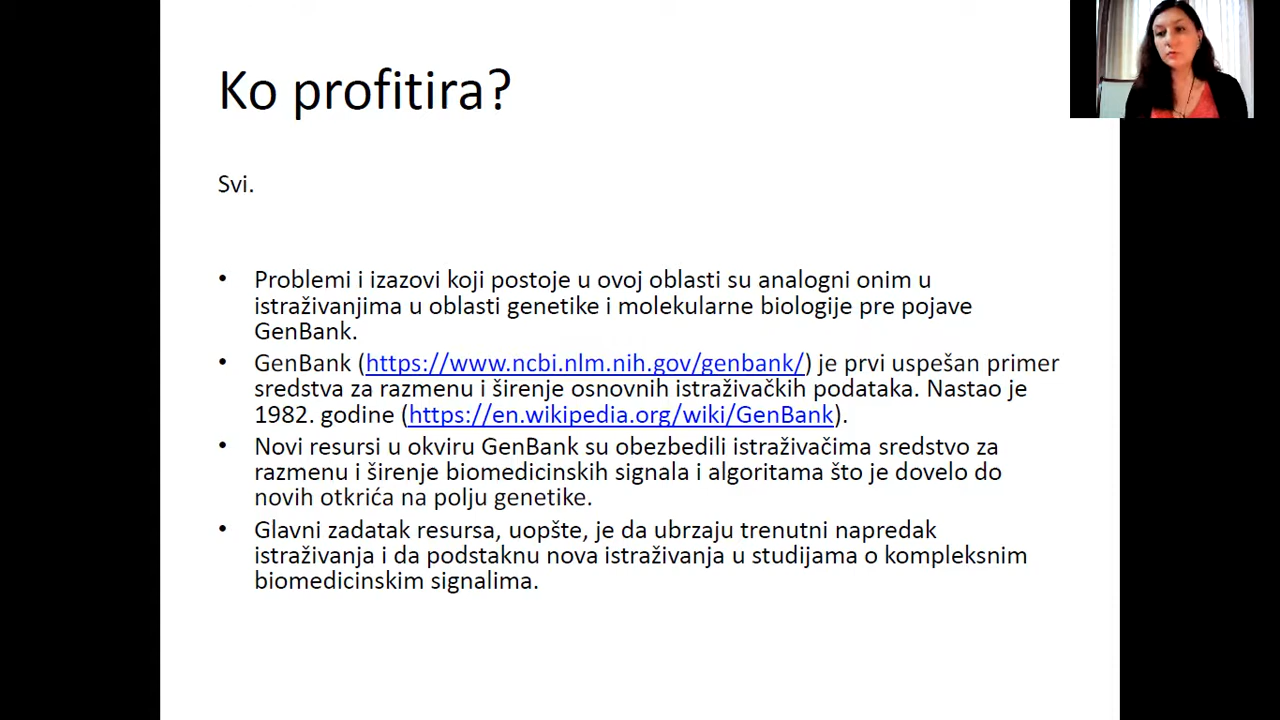 Ko profitira?
Svi.
• Problemi i izazovi koji postoje u ovoj oblasti su analogni onim u
istraživanjima u oblasti genetike i molekularne biologije pre pojave
GenBank.
• GenBank (https://www.ncbi.nlm.nih.gov/genbank/) je prvi uspešan primer
sredstva za razmenu i širenje osnovnih istraživačkih podataka. Nastao je
1982. godine (https://en.wikipedia.org/wiki/GenBank).
• Novi resursi u okviru GenBank su obezbedili istraživačima sredstvo za
razmenu i širenje biomedicinskih signala i algoritama što je dovelo do
novih otkrića na polju genetike.
• Glavni zadatak resursa, uopšte, je da ubrzaju trenutni napredak
istraživanja i da podstaknu nova istraživanja u studijama o kompleksnim
biomedicinskim signalima.